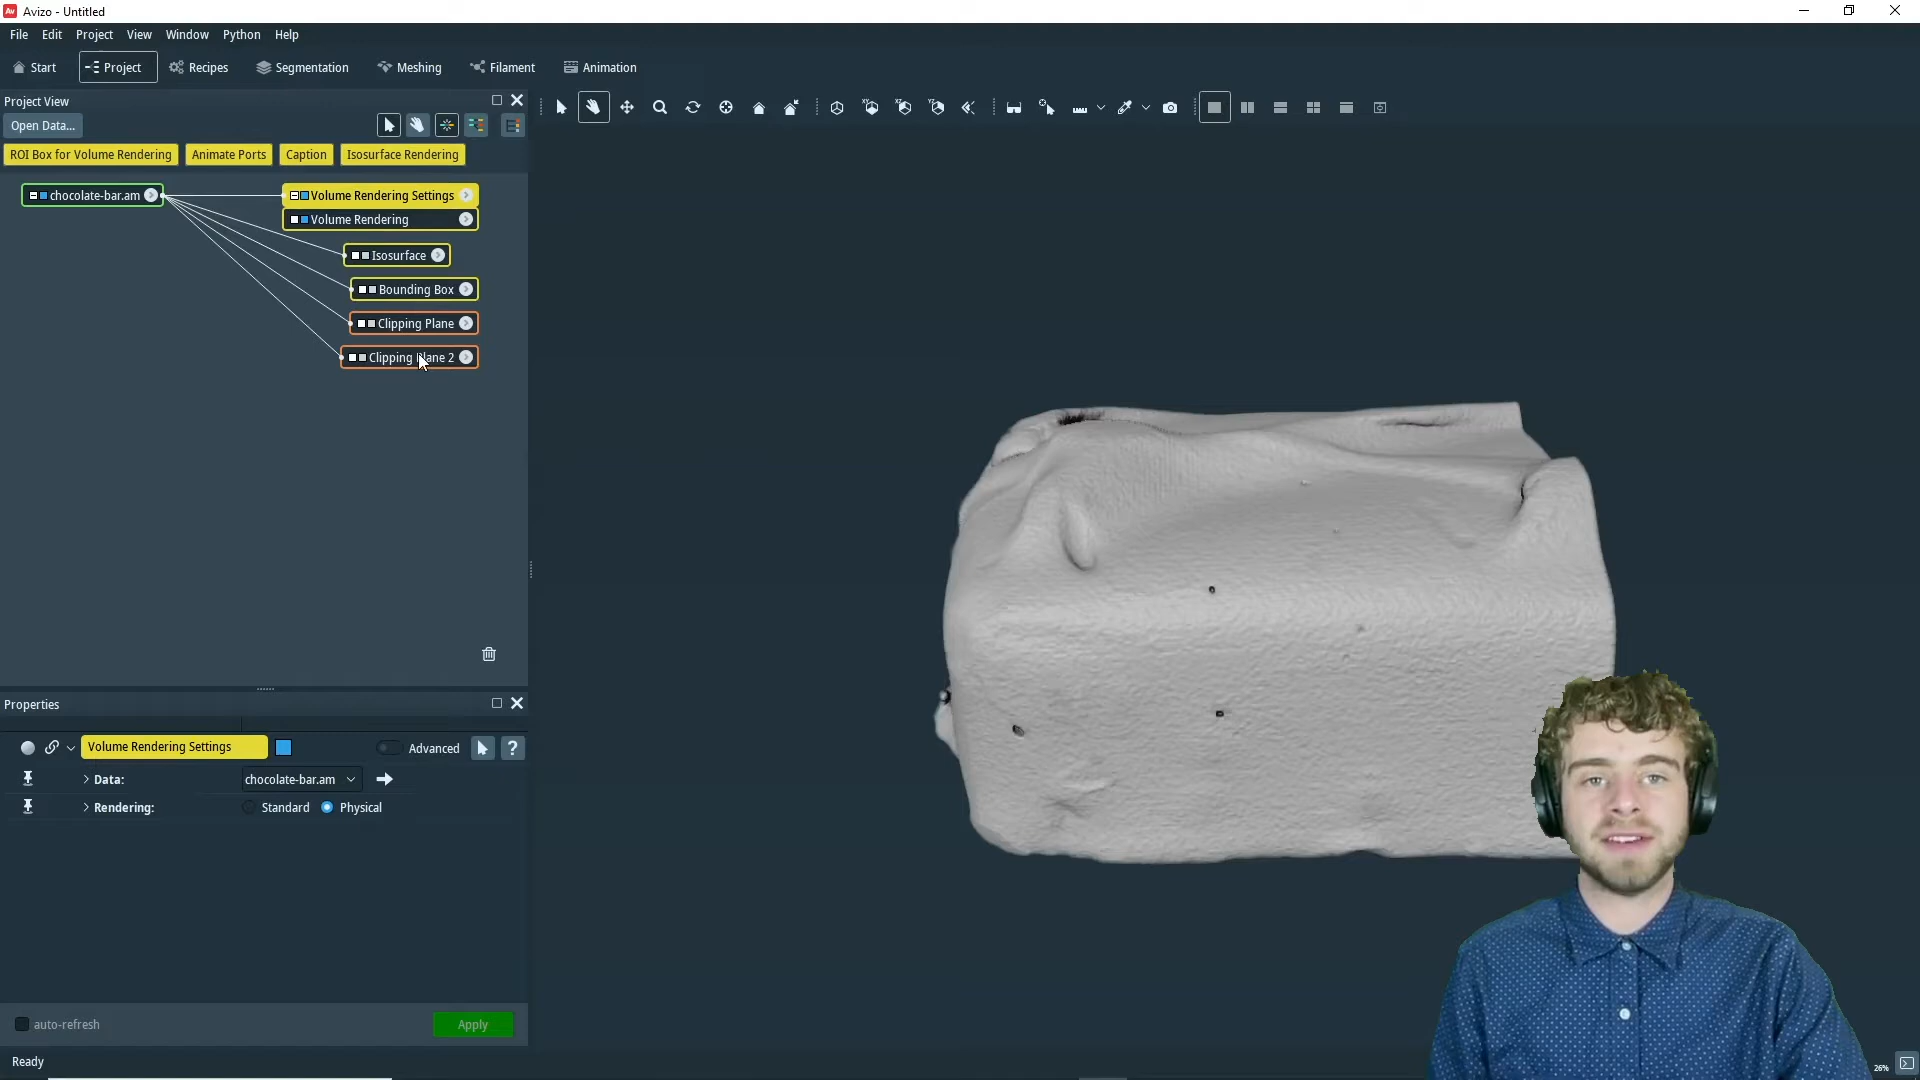 Av Avizo - Untitled
File Edit Project View Window Python Help
Start Project Recipes Segmentation Meshing Filament Animation
Project View
Open Data...
ROI Box for Volume Rendering Animate Ports Caption Isosurface Rendering
chocolate-bar.am
Volume Rendering Settings
Volume Rendering
Isosurface
Bounding Box
Clipping Plane
Clipping Plane 2
Properties
Volume Rendering Settings Advanced ?
Data: chocolate-bar.am
Rendering: Standard Physical
auto-refresh Apply
Ready
26%